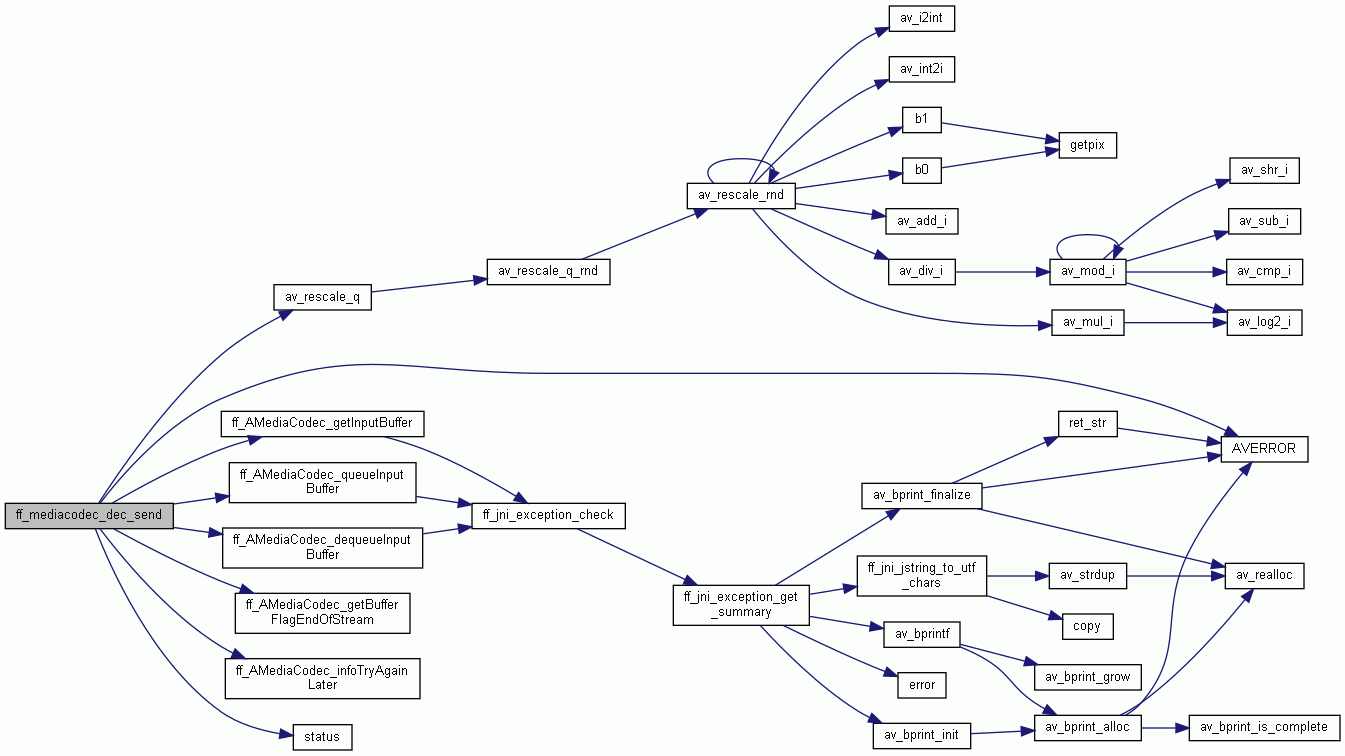 av_i2int
av_int2i
b1
getpix
b0
av_shr_i
av_rescale_rnd
av_add_i
av_sub_i
av_rescale_q_rnd
av_div_i
av_mod_i
av_cmp_i
av_rescale_q
av_mul_i
av_log2_i
ff_AMediaCodec_getInputBuffer
ret_str
AVERROR
ff_AMediaCodec_queueInput
Buffer
av_bprint_finalize
ff_mediacodec_dec_send
ff_jni_exception_check
ff_AMediaCodec_dequeueInput
Buffer
ff_jni_jstring_to_utf
_chars
av_strdup
av_realloc
ff_AMediaCodec_getBuffer
FlagEndOfStream
ff_jni_exception_get
_summary
av_bprintf
copy
ff_AMediaCodec_infoTryAgain
Later
error
av_bprint_grow
status
av_bprint_init
av_bprint_alloc
av_bprint_is_complete